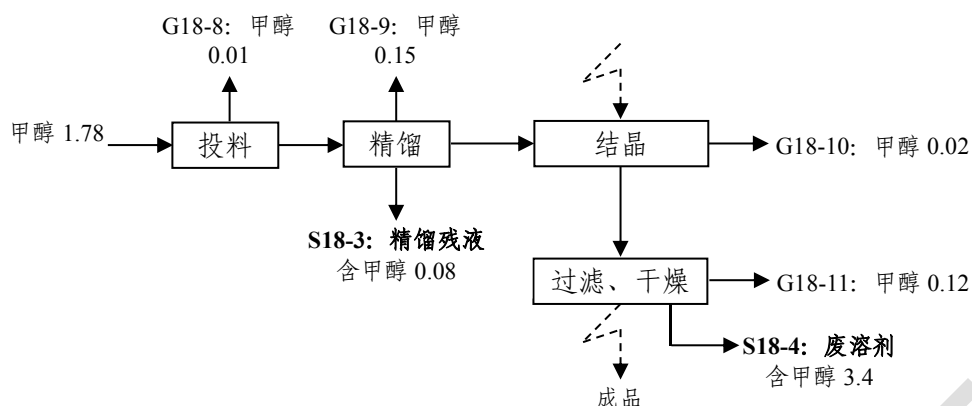 G18-8：甲醇
0.01
G18-9：甲醇
0.15
甲醇 1.78
投料
精馏
结晶
G18-10：甲醇 0.02
S18-3：精馏残液
含甲醇 0.08
过滤、干燥
G18-11：甲醇 0.12
S18-4：废溶剂
含甲醇 3.4
成品